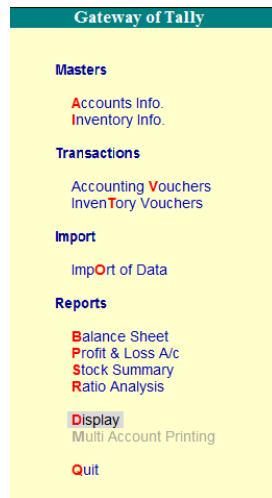 Gateway of Tally
Masters
Accounts Info.
Inventory Info.
Transactions
Accounting Vouchers
InvenTory Vouchers
Import
ImpOrt of Data
Reports
Balance Sheet
Profit & Loss A/c
Stock Summary
Ratio Analysis
Display
Multi Account Printing
Quit